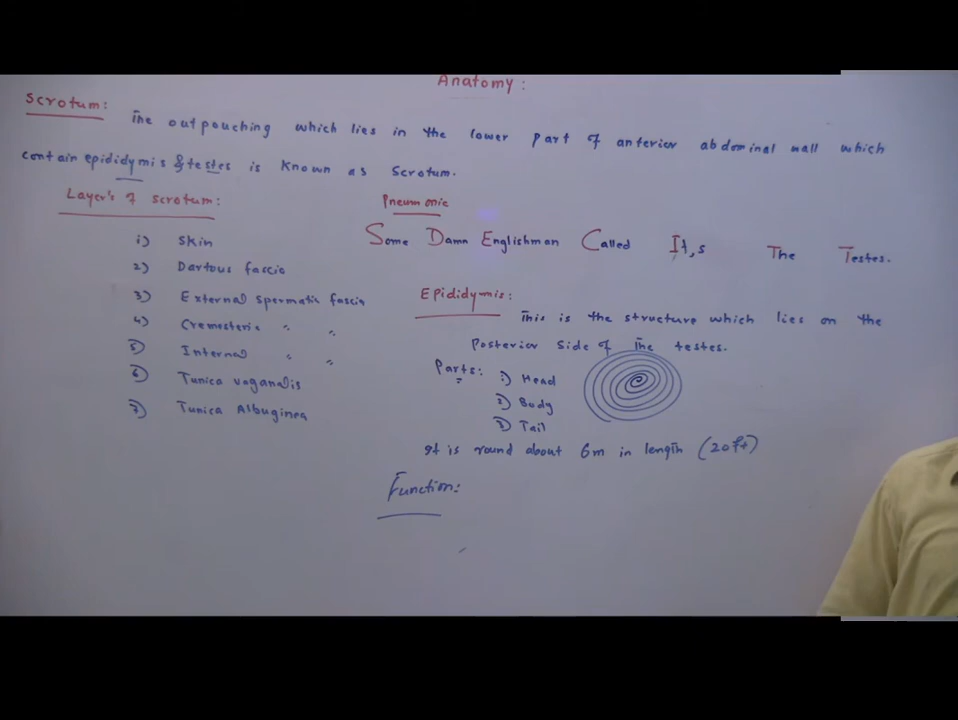 Anatomy:
Scrotum: The outpouching which lies in the lower part of anterior abdominal wall which
contain epididymis & testes is known as Scrotum.
Layer's of scrotum:
1) Skin
2) Dartous fascio
3) External spermatic fascia
4) Cremesteric " "
5) Internal " "
6) Tunica vaganalis
7) Tunica Albuginea
Pneumonic
Some Damn Englishman Called It,s The Testes.
Epididymis:
This is the structure which lies on the
Posterior Side of The testes.
Parts: 1) Head
2) Body
3) Tail
It is round about 6m in length (20ft)
Function: